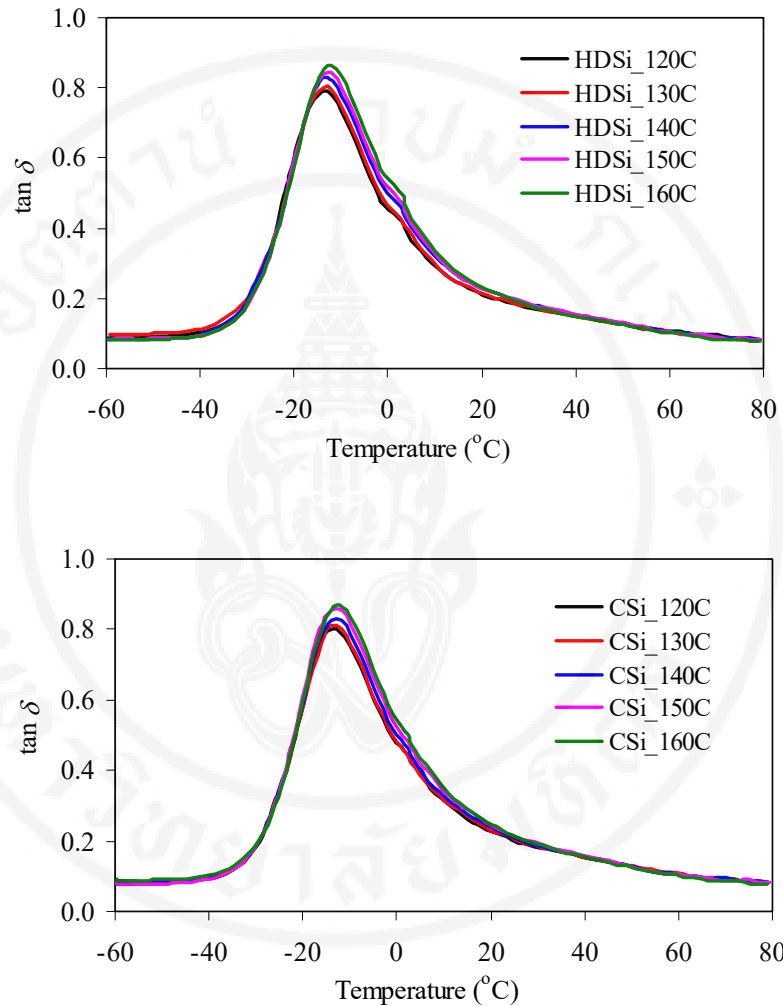 1.0
0.8
0.6
0.4
0.2
0.0
tan δ
-60 -40 -20 0 20 40 60 80
Temperature (°C)
HDSi_120C
HDSi_130C
HDSi_140C
HDSi_150C
HDSi_160C
1.0
0.8
0.6
0.4
0.2
0.0
tan δ
-60 -40 -20 0 20 40 60 80
Temperature (°C)
CSi_120C
CSi_130C
CSi_140C
CSi_150C
CSi_160C